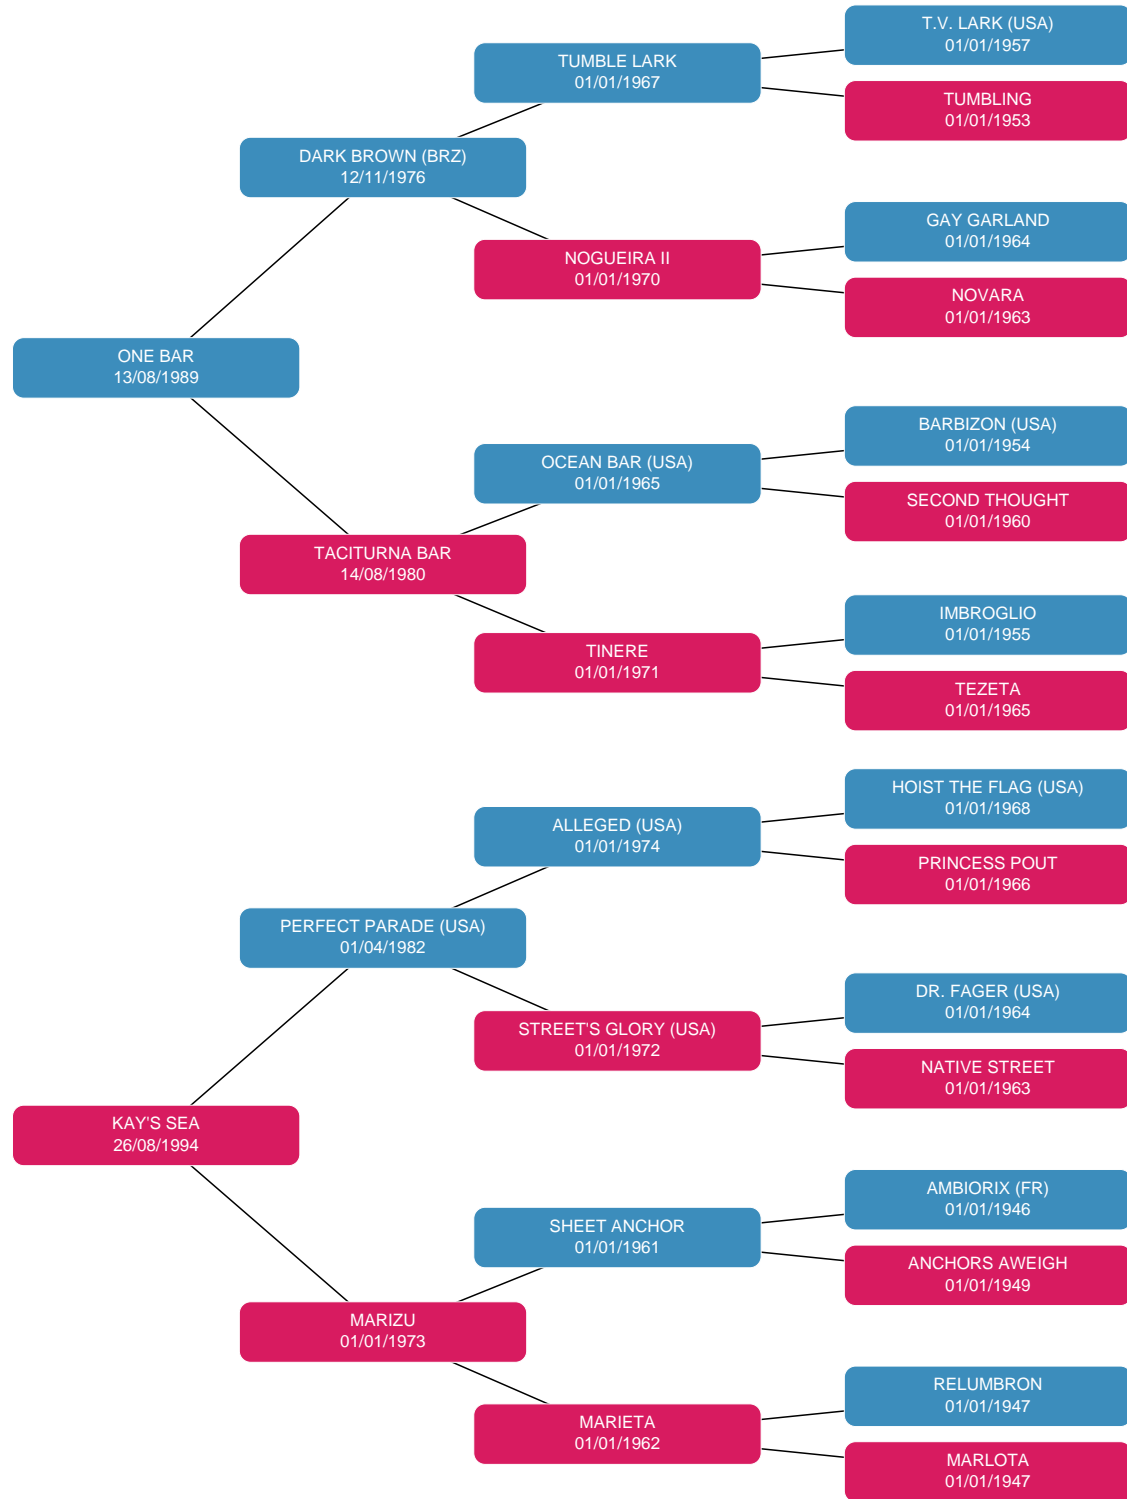 T.V. LARK (USA)
01/01/1957
TUMBLE LARK
01/01/1967
TUMBLING
01/01/1953
DARK BROWN (BRZ)
12/11/1976
GAY GARLAND
01/01/1964
NOGUEIRA II
01/01/1970
NOVARA
01/01/1963
ONE BAR
13/08/1989
BARBIZON (USA)
01/01/1954
OCEAN BAR (USA)
01/01/1965
SECOND THOUGHT
01/01/1960
TACITURNA BAR
14/08/1980
IMBROGLIO
01/01/1955
TINERE
01/01/1971
TEZETA
01/01/1965
HOIST THE FLAG (USA)
01/01/1968
ALLEGED (USA)
01/01/1974
PRINCESS POUT
01/01/1966
PERFECT PARADE (USA)
01/04/1982
DR. FAGER (USA)
01/01/1964
STREET'S GLORY (USA)
01/01/1972
NATIVE STREET
01/01/1963
KAY'S SEA
26/08/1994
AMBIORIX (FR)
01/01/1946
SHEET ANCHOR
01/01/1961
ANCHORS AWEIGH
01/01/1949
MARIZU
01/01/1973
RELUMBRON
01/01/1947
MARIETA
01/01/1962
MARLOTA
01/01/1947